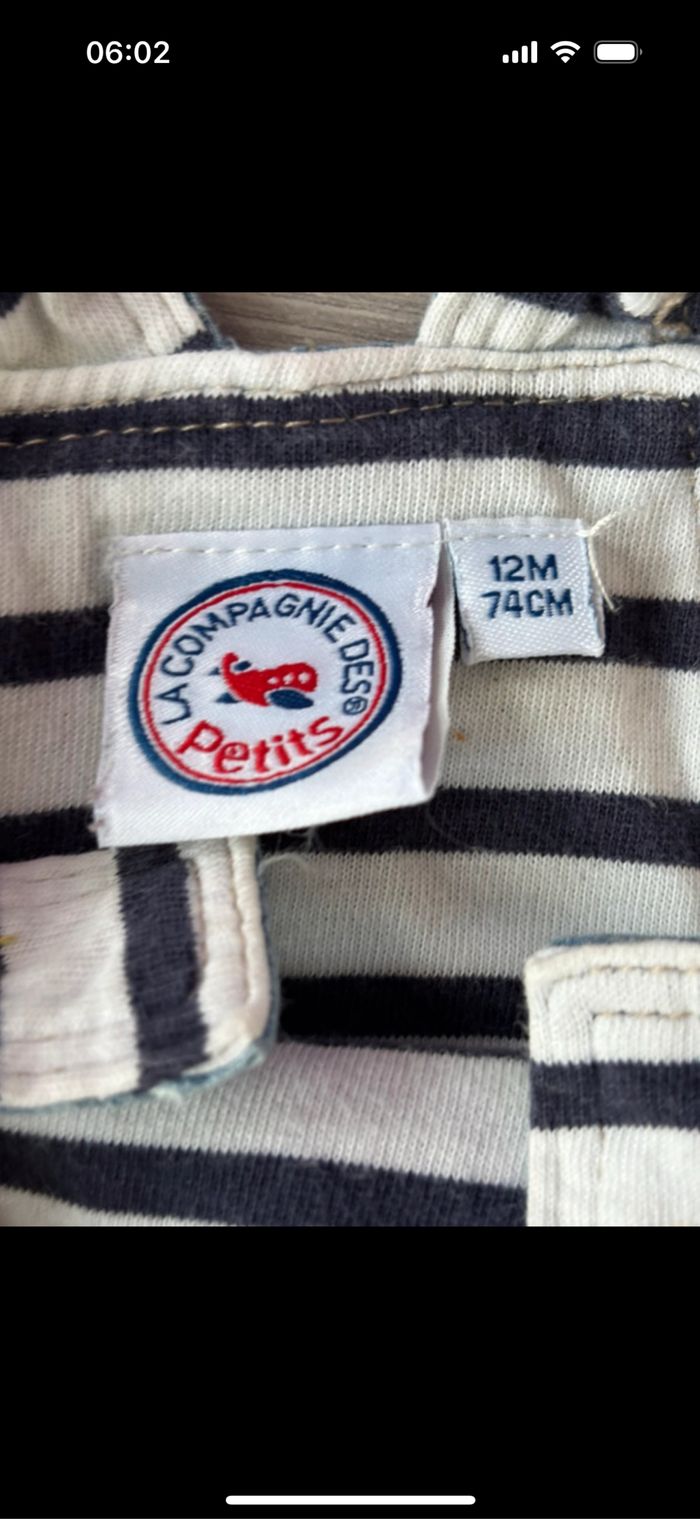 06:02
LA COMPAGNIE DES®
Petits
12M
74CM